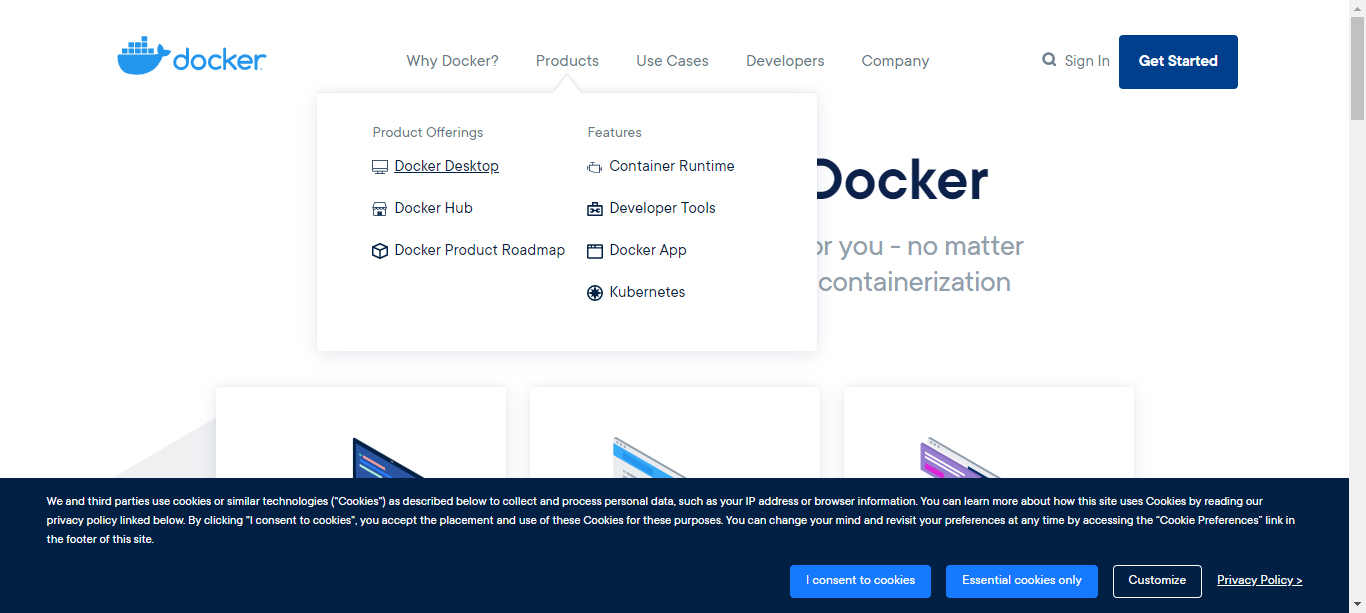 docker
Why Docker? Products Use Cases Developers Company Sign In Get Started
Product Offerings
Docker Desktop
Docker Hub
Docker Product Roadmap
Features
Container Runtime
Developer Tools
Docker App
Kubernetes
Docker
or you - no matter
containerization
We and third parties use cookies or similar technologies ("Cookies") as described below to collect and process personal data, such as your IP address or browser information. You can learn more about how this site uses Cookies by reading our
privacy policy linked below. By clicking "I consent to cookies", you accept the placement and use of these Cookies for these purposes. You can change your mind and revisit your preferences at any time by accessing the "Cookie Preferences" link in
the footer of this site.
I consent to cookies Essential cookies only Customize Privacy Policy >